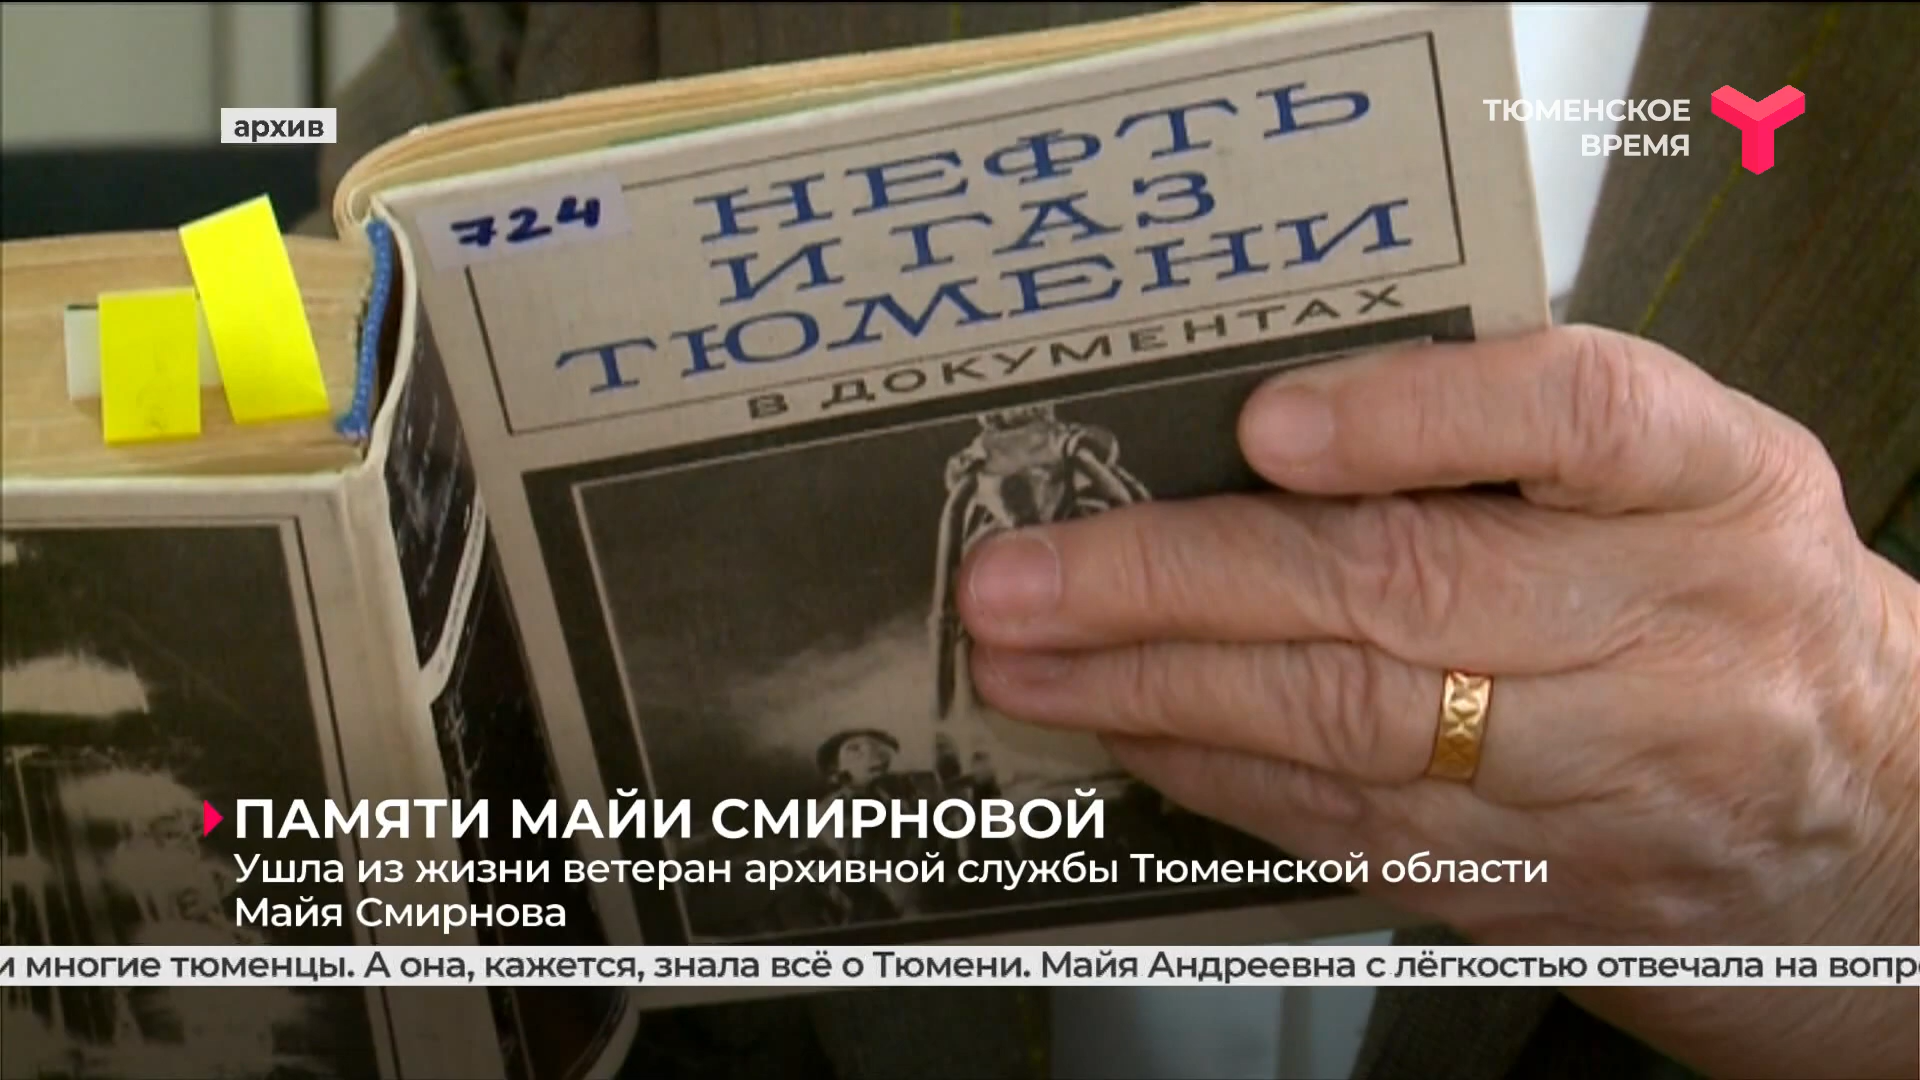 архив
ТЮМЕНСКОЕ
ВРЕМЯ
724
НЕФТЬ
И ГАЗ
ТЮМЕНИ
В ДОКУМЕНТАХ
ПАМЯТИ МАЙИ СМИРНОВОЙ
Ушла из жизни ветеран архивной службы Тюменской области
Майя Смирнова
и многие тюменцы. А она, кажется, знала всё о Тюмени. Майя Андреевна с лёгкостью отвечала на